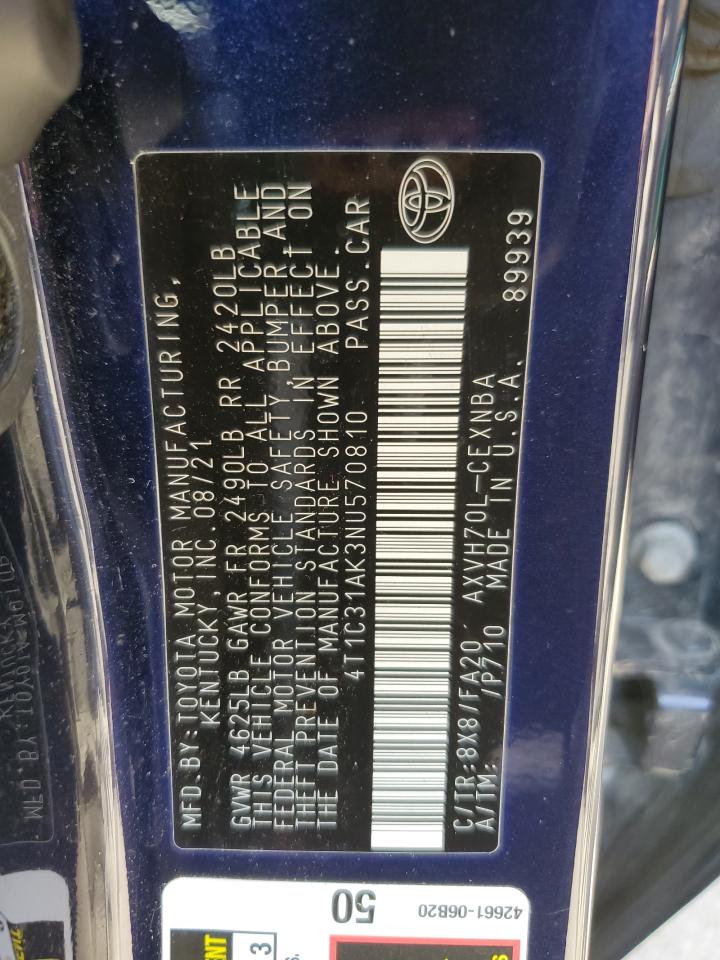 MFD.BY:TOYOTA MOTOR MANUFACTURING,
KENTUCKY, INC.08/21
GVWR 4625LB GAWR FR 2490LB RR 2420LB
THIS VEHICLE CONFORMS TO ALL APPLICABLE
FEDERAL MOTOR VEHICLE SAFETY,BUMPER,AND
THEFT PREVENTION STANDARDS IN EFFECT ON
THE DATE OF MANUFACTURE SHOWN ABOVE.
4T1C31AK3NU570810 PASS.CAR
C/TR:8X8/FA20 AXVH70L-CEXNBA 89939
A/TM: /P710 MADE IN U.S.A.
50
42661-06B20
3